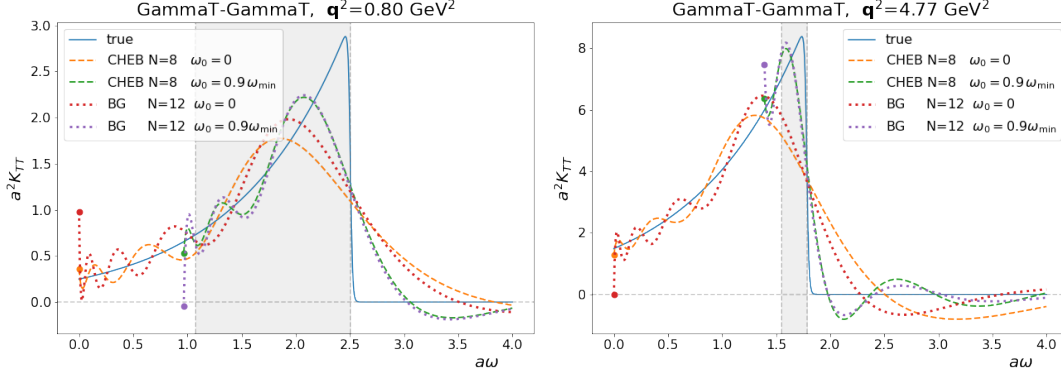 GammaT-GammaT, q²=0.80 GeV²
3.0
2.5
2.0
1.5
1.0
0.5
0.0
a²K_TT
true
CHEB N=8 ω₀=0
CHEB N=8 ω₀=0.9ω_min
BG N=12 ω₀=0
BG N=12 ω₀=0.9ω_min
0.0 0.5 1.0 1.5 2.0 2.5 3.0 3.5 4.0
aω
GammaT-GammaT, q²=4.77 GeV²
8
6
4
2
0
a²K_TT
true
CHEB N=8 ω₀=0
CHEB N=8 ω₀=0.9ω_min
BG N=12 ω₀=0
BG N=12 ω₀=0.9ω_min
0.0 0.5 1.0 1.5 2.0 2.5 3.0 3.5 4.0
aω